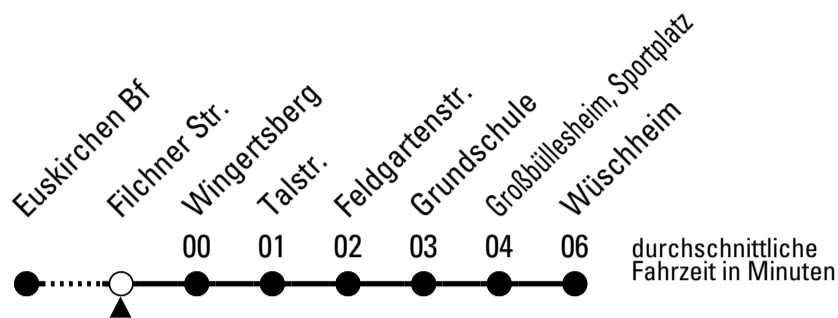 Euskirchen Bf
Filchner Str.
Wingertsberg
Talstr.
Feldgartenstr.
Grundschule
Großbüllesheim, Sportplatz
Wüschheim
00 01 02 03 04 06
durchschnittliche
Fahrzeit in Minuten